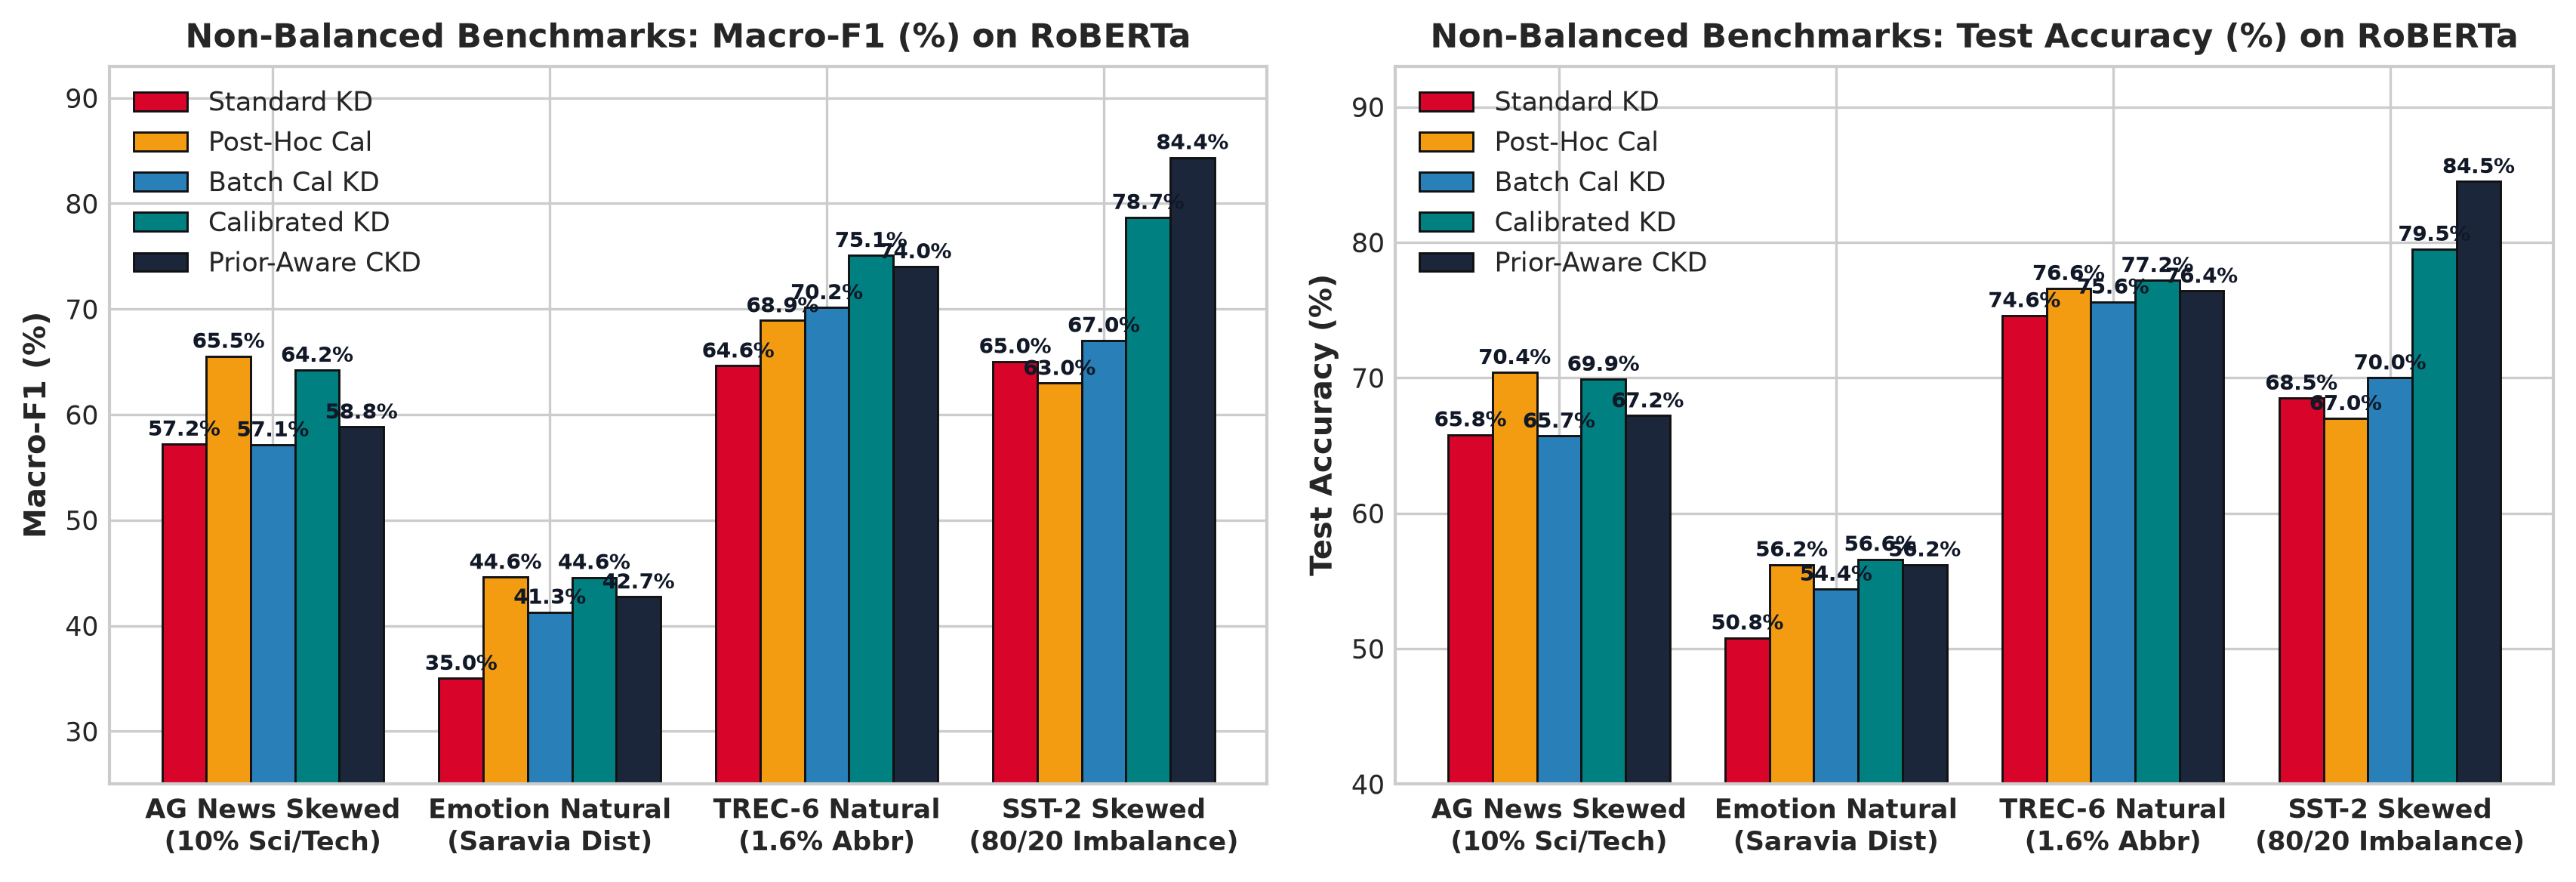 Non-Balanced Benchmarks: Macro-F1 (%) on RoBERTa
Macro-F1 (%)
90
80
70
60
50
40
30
Standard KD
Post-Hoc Cal
Batch Cal KD
Calibrated KD
Prior-Aware CKD
57.2%
65.5%
57.1%
64.2%
58.8%
35.0%
44.6%
41.3%
44.6%
42.7%
64.6%
68.9%
70.2%
75.1%
74.0%
65.0%
63.0%
67.0%
78.7%
84.4%
AG News Skewed
(10% Sci/Tech)
Emotion Natural
(Saravia Dist)
TREC-6 Natural
(1.6% Abbr)
SST-2 Skewed
(80/20 Imbalance)
Non-Balanced Benchmarks: Test Accuracy (%) on RoBERTa
Test Accuracy (%)
90
80
70
60
50
40
Standard KD
Post-Hoc Cal
Batch Cal KD
Calibrated KD
Prior-Aware CKD
65.8%
70.4%
65.7%
69.9%
67.2%
50.8%
56.2%
54.4%
56.6%
56.2%
74.6%
76.6%
75.6%
77.2%
76.4%
68.5%
67.0%
70.0%
79.5%
84.5%
AG News Skewed
(10% Sci/Tech)
Emotion Natural
(Saravia Dist)
TREC-6 Natural
(1.6% Abbr)
SST-2 Skewed
(80/20 Imbalance)